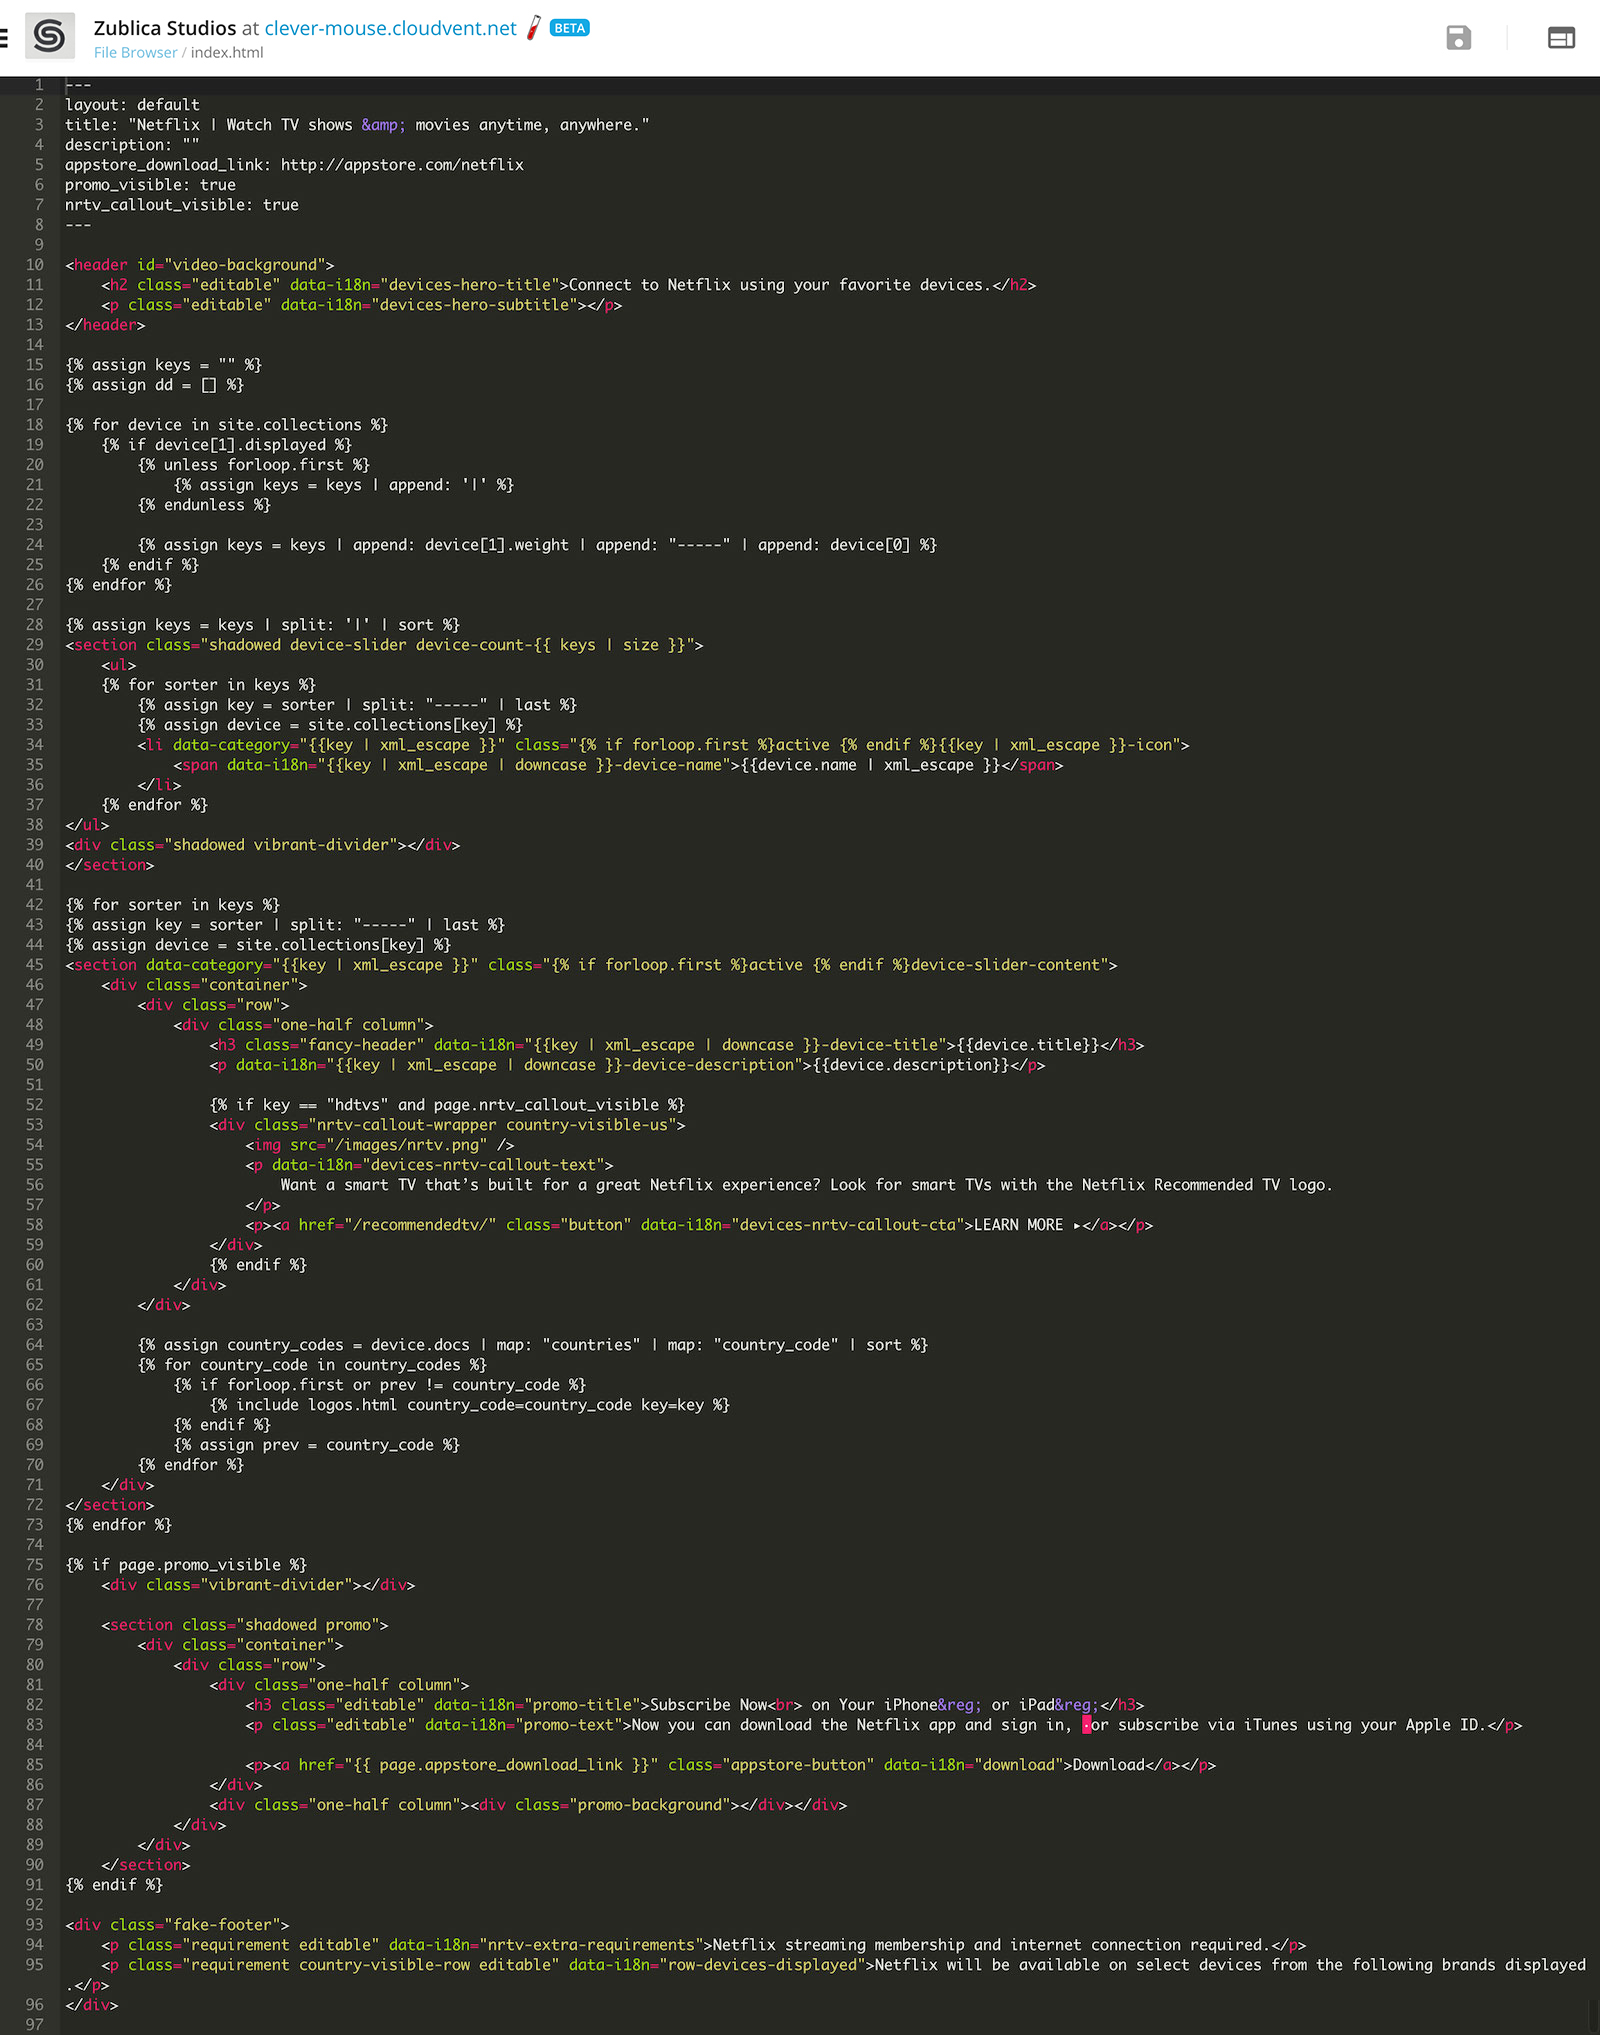 Zublica Studios at clever-mouse.cloudvent.net BETA
File Browser / index.html
1 ---
2 layout: default
3 title: "Netflix | Watch TV shows &amp; movies anytime, anywhere."
4 description: ""
5 appstore_download_link: http://appstore.com/netflix
6 promo_visible: true
7 nrtv_callout_visible: true
8 ---
9
10 <header id="video-background">
11     <h2 class="editable" data-i18n="devices-hero-title">Connect to Netflix using your favorite devices.</h2>
12     <p class="editable" data-i18n="devices-hero-subtitle"></p>
13 </header>
14
15 {% assign keys = "" %}
16 {% assign dd = [] %}
17
18 {% for device in site.collections %}
19     {% if device[1].displayed %}
20         {% unless forloop.first %}
21             {% assign keys = keys | append: '|' %}
22         {% endunless %}
23
24         {% assign keys = keys | append: device[1].weight | append: "-----" | append: device[0] %}
25     {% endif %}
26 {% endfor %}
27
28 {% assign keys = keys | split: '|' | sort %}
29 <section class="shadowed device-slider device-count-{{ keys | size }}">
30     <ul>
31     {% for sorter in keys %}
32         {% assign key = sorter | split: "-----" | last %}
33         {% assign device = site.collections[key] %}
34         <li data-category="{{key | xml_escape }}" class="{% if forloop.first %}active {% endif %}{{key | xml_escape }}-icon">
35             <span data-i18n="{{key | xml_escape | downcase }}-device-name">{{device.name | xml_escape }}</span>
36         </li>
37     {% endfor %}
38 </ul>
39 <div class="shadowed vibrant-divider"></div>
40 </section>
41
42 {% for sorter in keys %}
43 {% assign key = sorter | split: "-----" | last %}
44 {% assign device = site.collections[key] %}
45 <section data-category="{{key | xml_escape }}" class="{% if forloop.first %}active {% endif %}device-slider-content">
46     <div class="container">
47         <div class="row">
48             <div class="one-half column">
49                 <h3 class="fancy-header" data-i18n="{{key | xml_escape | downcase }}-device-title">{{device.title}}</h3>
50                 <p data-i18n="{{key | xml_escape | downcase }}-device-description">{{device.description}}</p>
51
52                 {% if key == "hdtvs" and page.nrtv_callout_visible %}
53                 <div class="nrtv-callout-wrapper country-visible-us">
54                     <img src="/images/nrtv.png" />
55                     <p data-i18n="devices-nrtv-callout-text">
56                         Want a smart TV that’s built for a great Netflix experience? Look for smart TVs with the Netflix Recommended TV logo.
57                     </p>
58                     <p><a href="/recommendedtv/" class="button" data-i18n="devices-nrtv-callout-cta">LEARN MORE ▸</a></p>
59                 </div>
60                 {% endif %}
61             </div>
62         </div>
63
64         {% assign country_codes = device.docs | map: "countries" | map: "country_code" | sort %}
65         {% for country_code in country_codes %}
66             {% if forloop.first or prev != country_code %}
67                 {% include logos.html country_code=country_code key=key %}
68             {% endif %}
69             {% assign prev = country_code %}
70         {% endfor %}
71     </div>
72 </section>
73 {% endfor %}
74
75 {% if page.promo_visible %}
76     <div class="vibrant-divider"></div>
77
78     <section class="shadowed promo">
79         <div class="container">
80             <div class="row">
81                 <div class="one-half column">
82                     <h3 class="editable" data-i18n="promo-title">Subscribe Now<br> on Your iPhone&reg; or iPad&reg;</h3>
83                     <p class="editable" data-i18n="promo-text">Now you can download the Netflix app and sign in, ·or subscribe via iTunes using your Apple ID.</p>
84
85                     <p><a href="{{ page.appstore_download_link }}" class="appstore-button" data-i18n="download">Download</a></p>
86                 </div>
87                 <div class="one-half column"><div class="promo-background"></div></div>
88             </div>
89         </div>
90     </section>
91 {% endif %}
92
93 <div class="fake-footer">
94     <p class="requirement editable" data-i18n="nrtv-extra-requirements">Netflix streaming membership and internet connection required.</p>
95     <p class="requirement country-visible-row editable" data-i18n="row-devices-displayed">Netflix will be available on select devices from the following brands displayed
.</p>
96 </div>
97